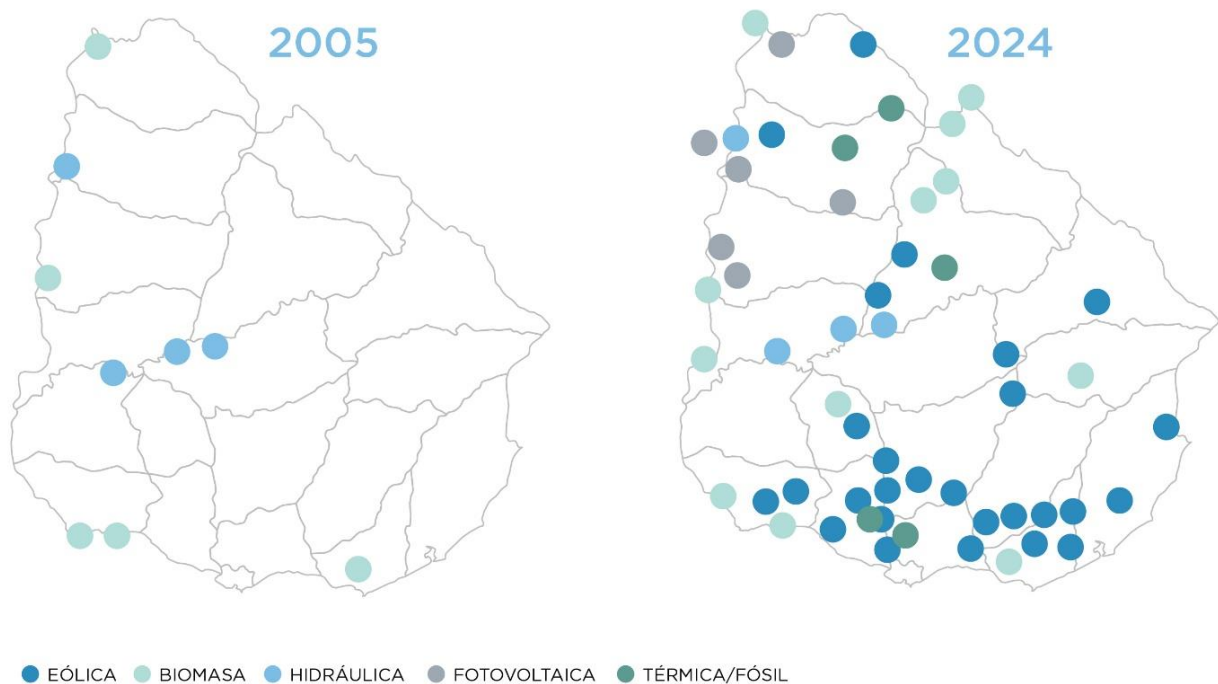 2005
2024
EÓLICA
BIOMASA
HIDRÁULICA
FOTOVOLTAICA
TÉRMICA/FÓSIL